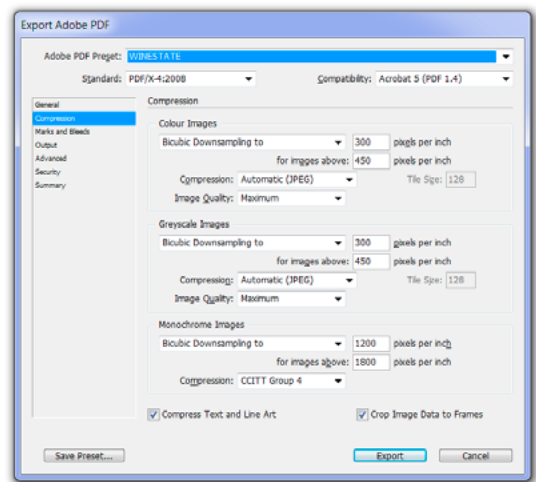 Export Adobe PDF
Adobe PDF Preset: WINESTATE
Standard: PDF/X-4:2008 Compatibility: Acrobat 5 (PDF 1.4)
General
Compression
Marks and Bleeds
Output
Advanced
Security
Summary
Compression
Colour Images
Bicubic Downsampling to 300 pixels per inch
for images above: 450 pixels per inch
Compression: Automatic (JPEG) Tile Size: 128
Image Quality: Maximum
Greyscale Images
Bicubic Downsampling to 300 pixels per inch
for images above: 450 pixels per inch
Compression: Automatic (JPEG) Tile Size: 128
Image Quality: Maximum
Monochrome Images
Bicubic Downsampling to 1200 pixels per inch
for images above: 1800 pixels per inch
Compression: CCITT Group 4
Compress Text and Line Art Crop Image Data to Frames
Save Preset... Export Cancel